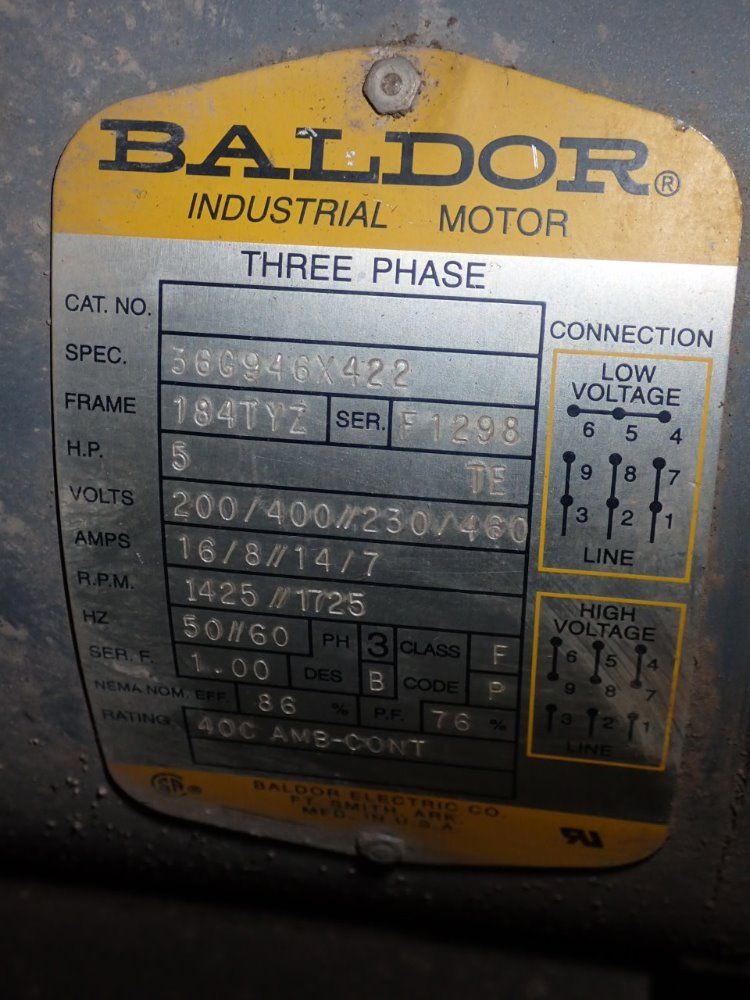 BALDOR®
INDUSTRIAL MOTOR
THREE PHASE
CAT. NO.
SPEC. 36G946X422
FRAME 184TYZ SER. F1298
H.P. 5 TE
VOLTS 200/400//230/460
AMPS 16/8//14/7
R.P.M. 1425//1725
HZ 50//60 PH 3 CLASS F
SER. F. 1.00 DES B CODE P
NEMA NOM. EFF. 86 % P.F. 76 %
RATING 40C AMB-CONT
CONNECTION
LOW
VOLTAGE
6 5 4
9 8 7
3 2 1
LINE
HIGH
VOLTAGE
6 5 4
9 8 7
3 2 1
LINE
SA®
BALDOR ELECTRIC CO.
FT. SMITH, ARK.
MFD. IN U.S.A.
RU